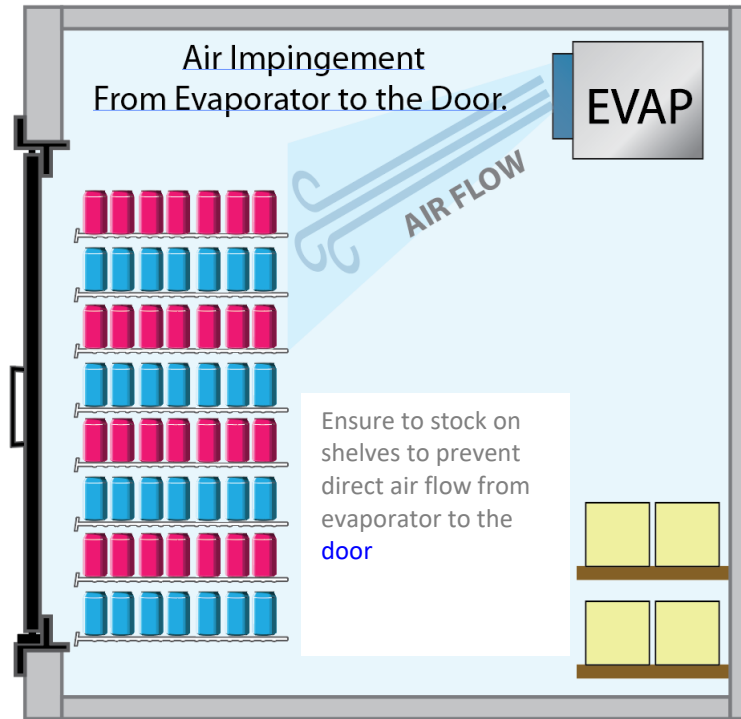 Air Impingement
From Evaporator to the Door.
EVAP
AIR FLOW
Ensure to stock on
shelves to prevent
direct air flow from
evaporator to the
door